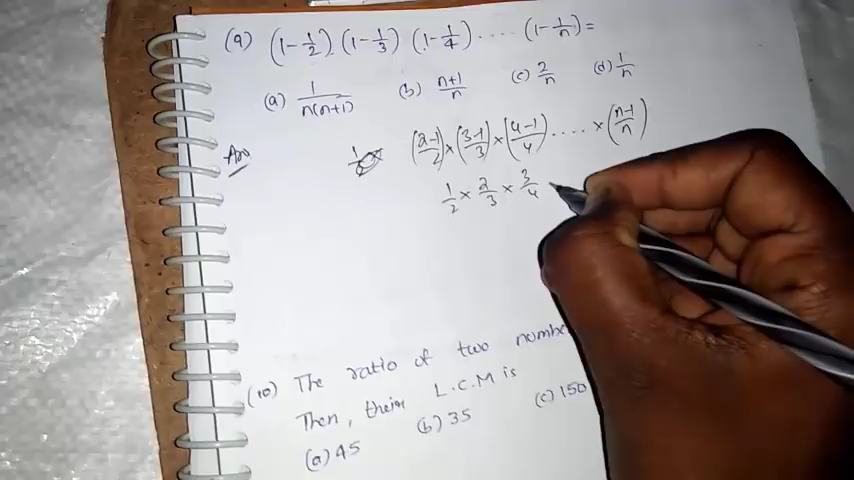 (9) (1-1/2) (1-1/3) (1-1/4) ..... (1-1/n) =
(a) 1/n(n+1) (b) n+1/n (c) 2/n (d) 1/n
Ans (2-1/2) × (3-1/3) × (4-1/4) ..... × (n-1/n)
1/2 × 2/3 × 3/4
(10) The ratio of two
Then, their L.C.M is
(a) 45 (b) 35 (c) 150